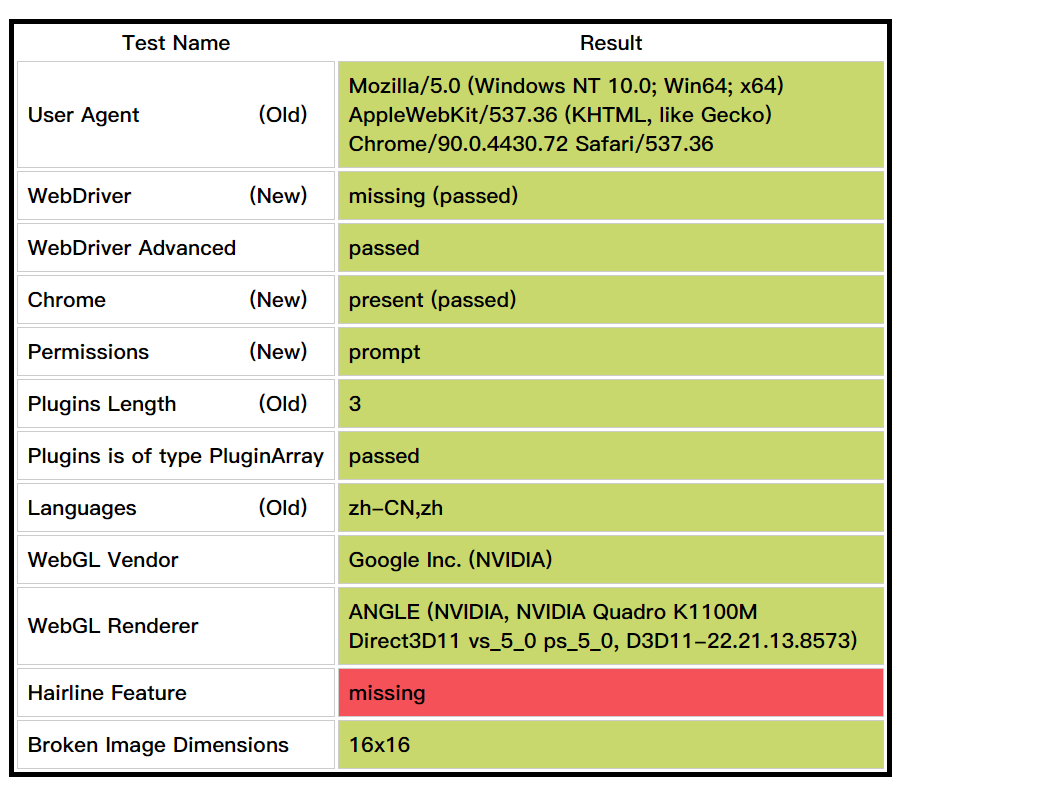 Test Name Result
User Agent (Old) Mozilla/5.0 (Windows NT 10.0; Win64; x64)
AppleWebKit/537.36 (KHTML, like Gecko)
Chrome/90.0.4430.72 Safari/537.36
WebDriver (New) missing (passed)
WebDriver Advanced passed
Chrome (New) present (passed)
Permissions (New) prompt
Plugins Length (Old) 3
Plugins is of type PluginArray passed
Languages (Old) zh-CN,zh
WebGL Vendor Google Inc. (NVIDIA)
WebGL Renderer ANGLE (NVIDIA, NVIDIA Quadro K1100M
Direct3D11 vs_5_0 ps_5_0, D3D11-22.21.13.8573)
Hairline Feature missing
Broken Image Dimensions 16x16